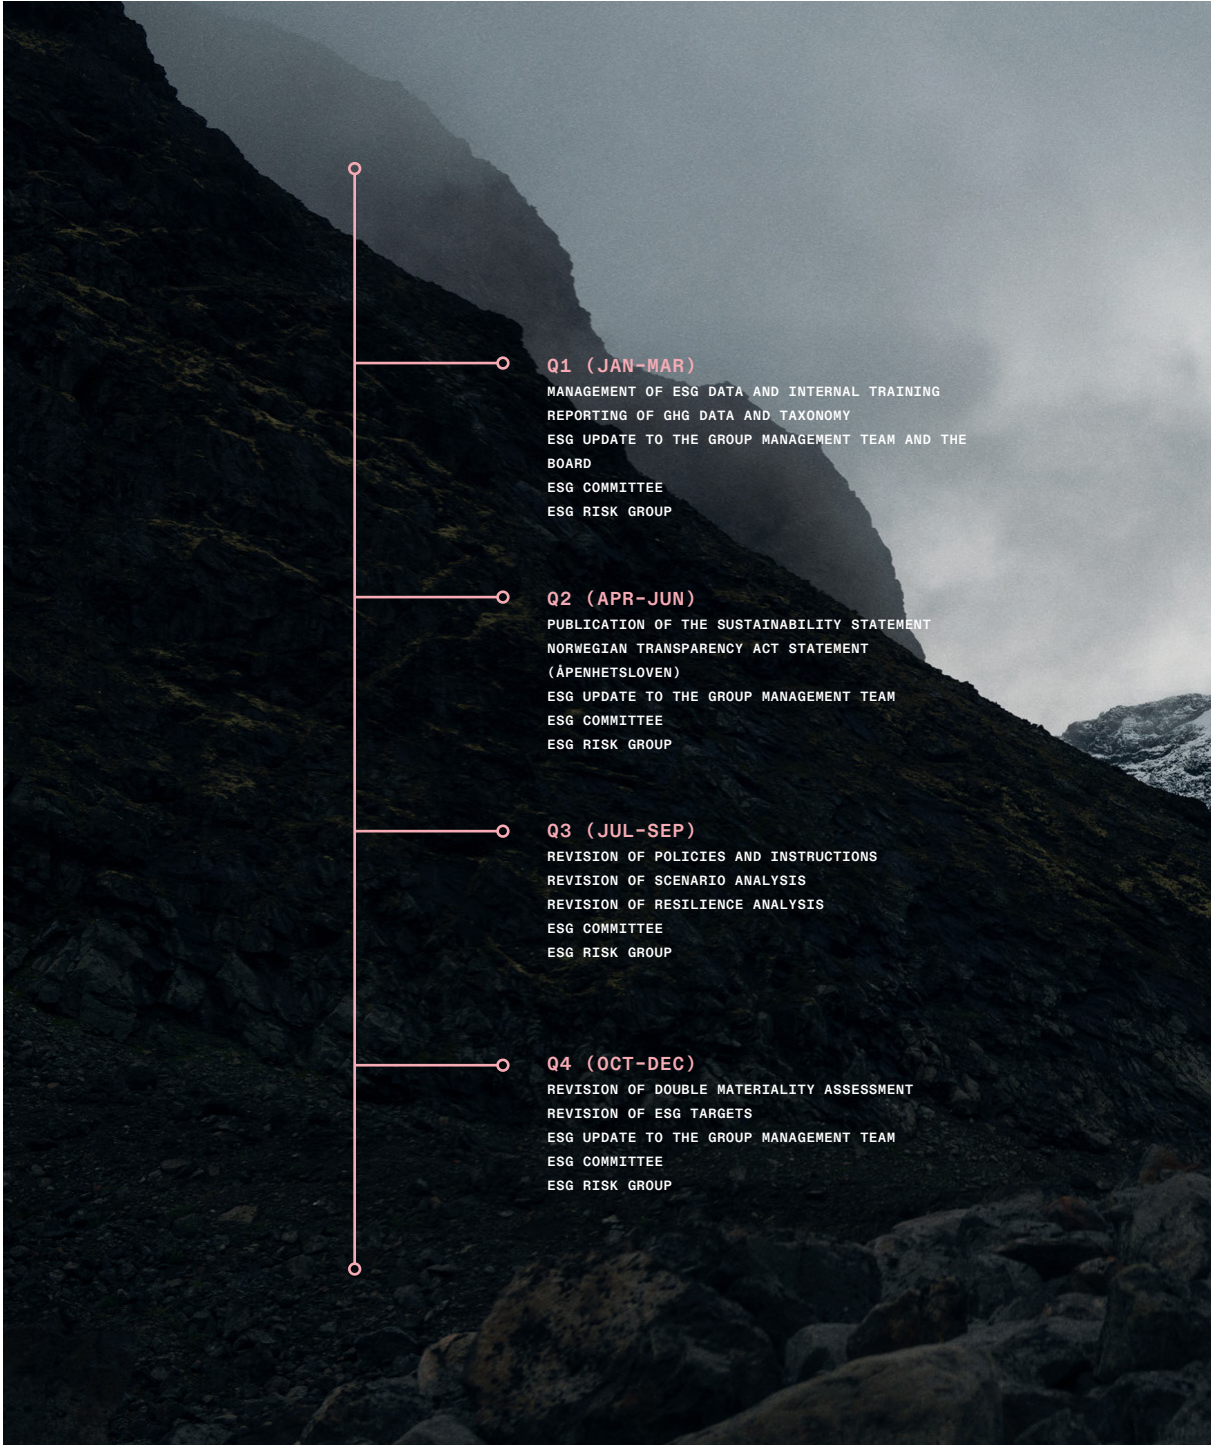 Q1 (JAN-MAR)
MANAGEMENT OF ESG DATA AND INTERNAL TRAINING
REPORTING OF GHG DATA AND TAXONOMY
ESG UPDATE TO THE GROUP MANAGEMENT TEAM AND THE
BOARD
ESG COMMITTEE
ESG RISK GROUP
Q2 (APR-JUN)
PUBLICATION OF THE SUSTAINABILITY STATEMENT
NORWEGIAN TRANSPARENCY ACT STATEMENT
(ÅPENHETSLOVEN)
ESG UPDATE TO THE GROUP MANAGEMENT TEAM
ESG COMMITTEE
ESG RISK GROUP
Q3 (JUL-SEP)
REVISION OF POLICIES AND INSTRUCTIONS
REVISION OF SCENARIO ANALYSIS
REVISION OF RESILIENCE ANALYSIS
ESG COMMITTEE
ESG RISK GROUP
Q4 (OCT-DEC)
REVISION OF DOUBLE MATERIALITY ASSESSMENT
REVISION OF ESG TARGETS
ESG UPDATE TO THE GROUP MANAGEMENT TEAM
ESG COMMITTEE
ESG RISK GROUP